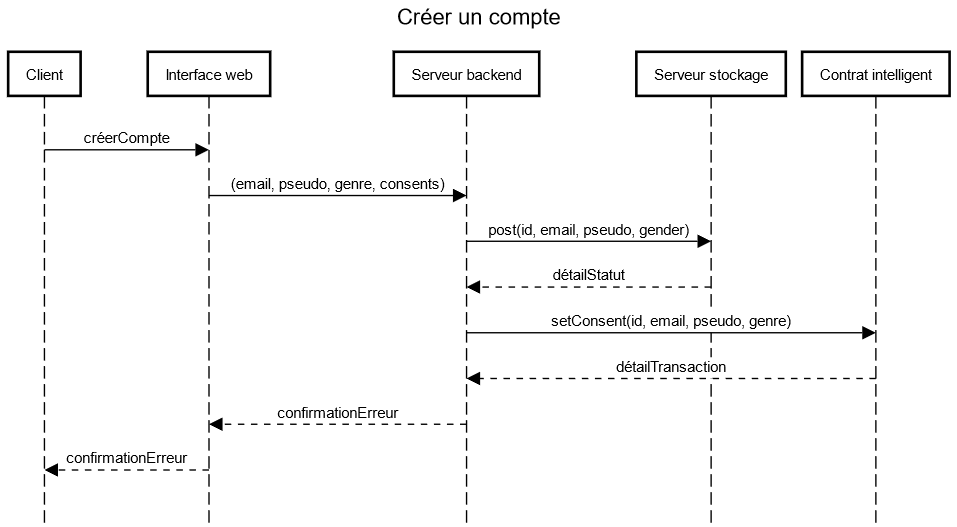 Créer un compte
Client
Interface web
Serveur backend
Serveur stockage
Contrat intelligent
créerCompte
(email, pseudo, genre, consents)
post(id, email, pseudo, gender)
détailStatut
setConsent(id, email, pseudo, genre)
détailTransaction
confirmationErreur
confirmationErreur